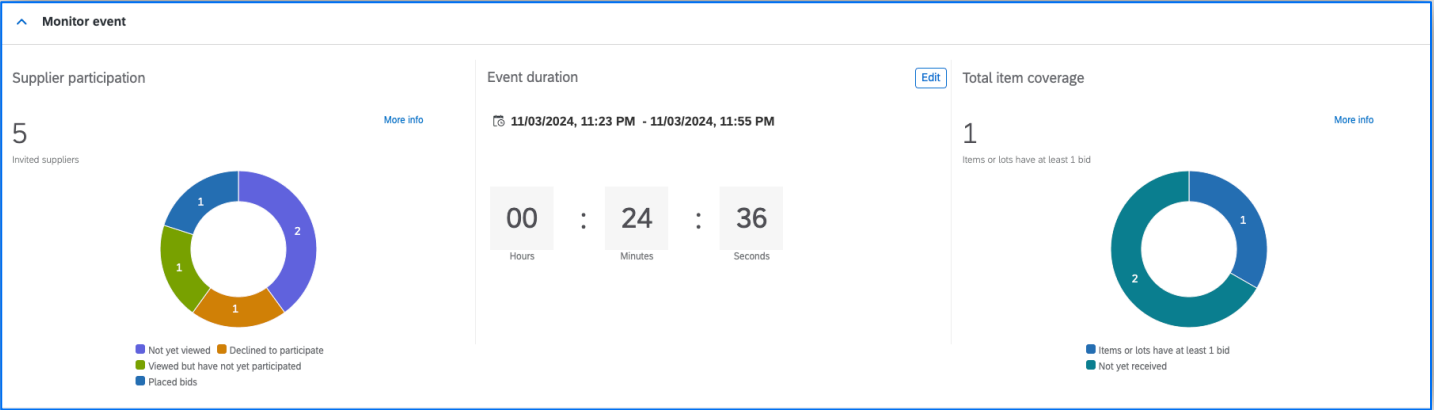 Monitor event
Supplier participation
More info
5
Invited suppliers
1
2
1
1
Not yet viewed
Declined to participate
Viewed but have not yet participated
Placed bids
Event duration
Edit
11/03/2024, 11:23 PM - 11/03/2024, 11:55 PM
00 : 24 : 36
Hours Minutes Seconds
Total item coverage
More info
1
Items or lots have at least 1 bid
1
2
Items or lots have at least 1 bid
Not yet received